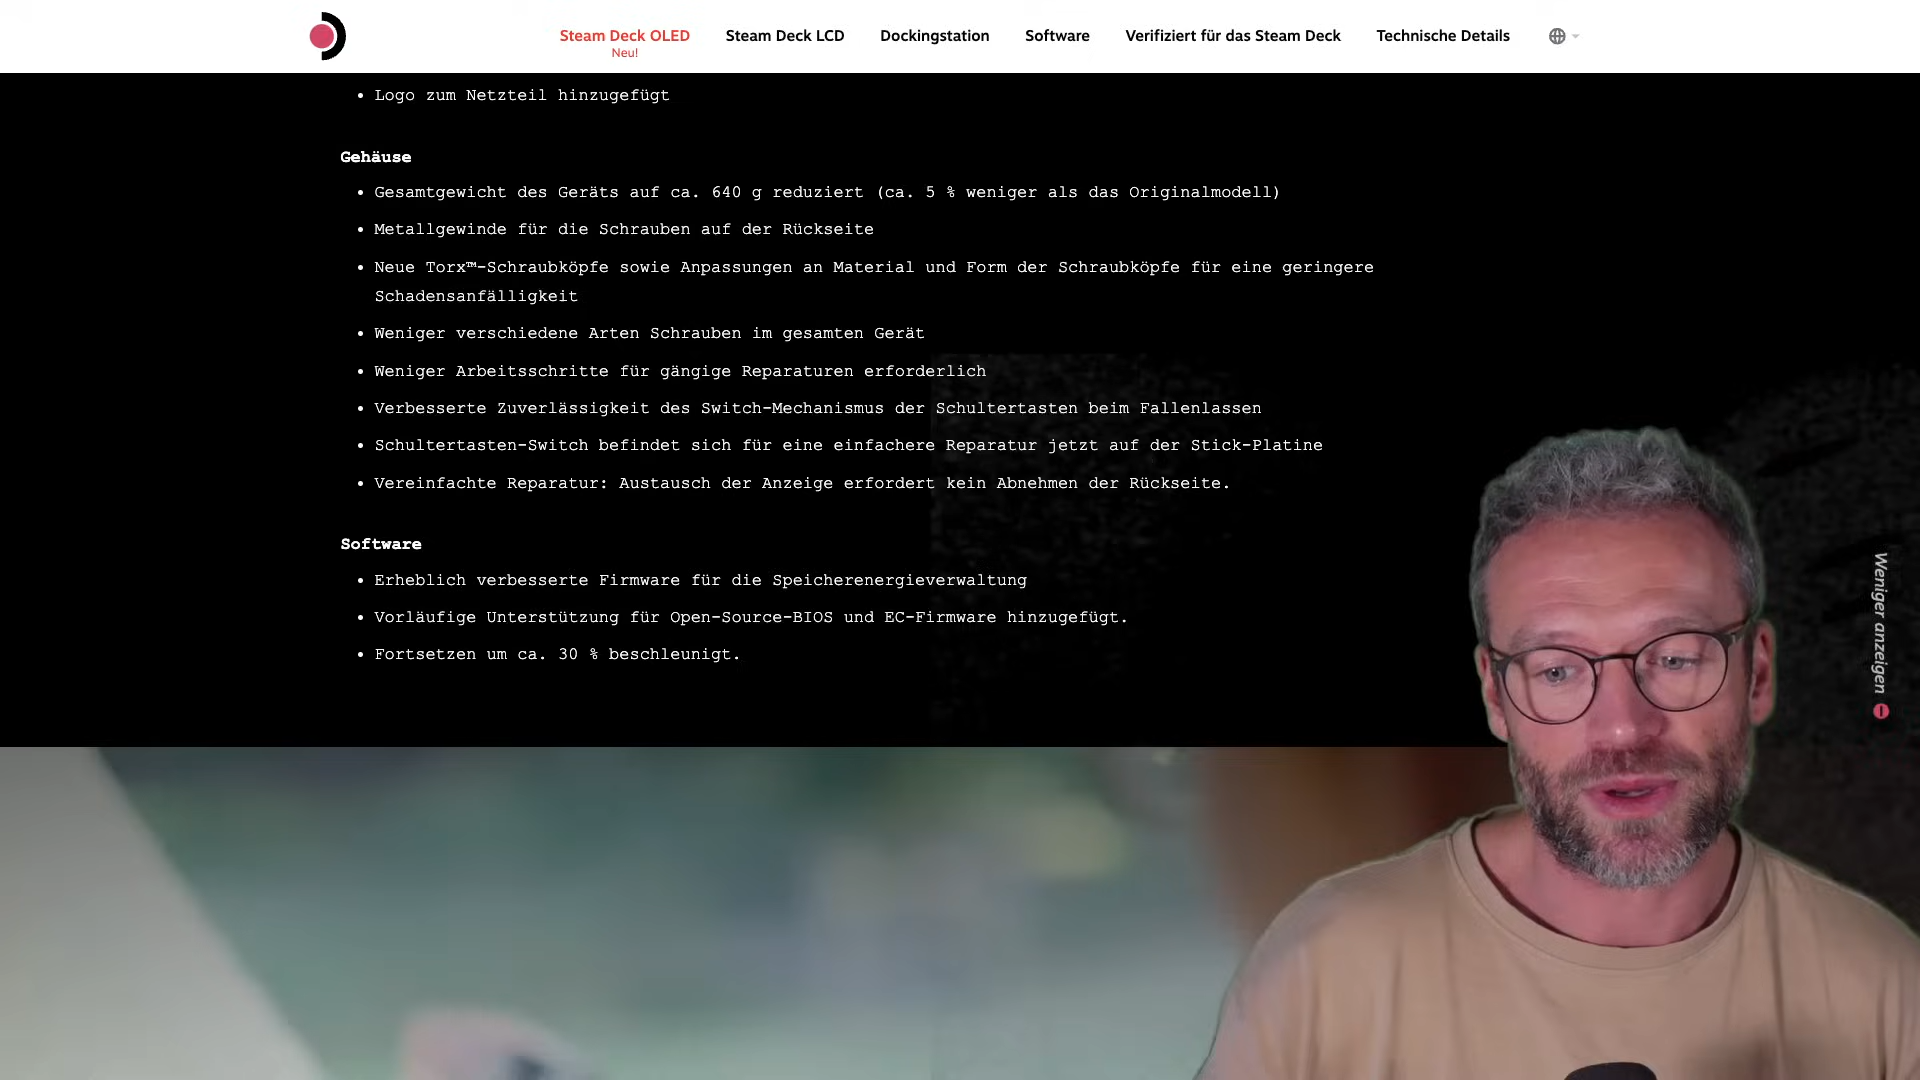 Steam Deck OLED
Neu!
Steam Deck LCD
Dockingstation
Software
Verifiziert für das Steam Deck
Technische Details
• Logo zum Netzteil hinzugefügt
Gehäuse
• Gesamtgewicht des Geräts auf ca. 640 g reduziert (ca. 5 % weniger als das Originalmodell)
• Metallgewinde für die Schrauben auf der Rückseite
• Neue Torx™-Schraubköpfe sowie Anpassungen an Material und Form der Schraubköpfe für eine geringere
Schadensanfälligkeit
• Weniger verschiedene Arten Schrauben im gesamten Gerät
• Weniger Arbeitsschritte für gängige Reparaturen erforderlich
• Verbesserte Zuverlässigkeit des Switch-Mechanismus der Schultertasten beim Fallenlassen
• Schultertasten-Switch befindet sich für eine einfachere Reparatur jetzt auf der Stick-Platine
• Vereinfachte Reparatur: Austausch der Anzeige erfordert kein Abnehmen der Rückseite.
Software
• Erheblich verbesserte Firmware für die Speicherenergieverwaltung
• Vorläufige Unterstützung für Open-Source-BIOS und EC-Firmware hinzugefügt.
• Fortsetzen um ca. 30 % beschleunigt.
Weniger anzeigen